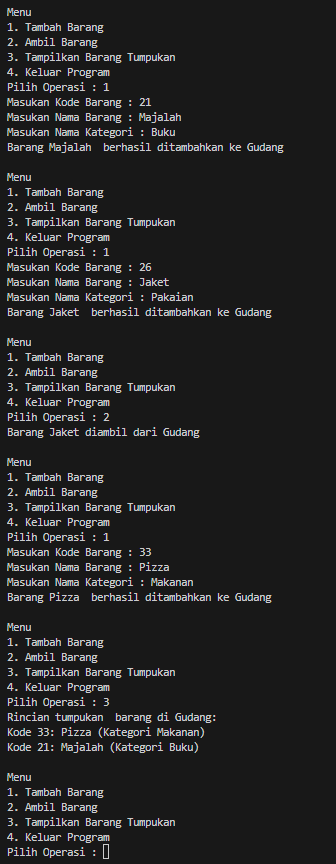 Menu
1. Tambah Barang
2. Ambil Barang
3. Tampilkan Barang Tumpukan
4. Keluar Program
Pilih Operasi : 1
Masukan Kode Barang : 21
Masukan Nama Barang : Majalah
Masukan Nama Kategori : Buku
Barang Majalah  berhasil ditambahkan ke Gudang

Menu
1. Tambah Barang
2. Ambil Barang
3. Tampilkan Barang Tumpukan
4. Keluar Program
Pilih Operasi : 1
Masukan Kode Barang : 26
Masukan Nama Barang : Jaket
Masukan Nama Kategori : Pakaian
Barang Jaket  berhasil ditambahkan ke Gudang

Menu
1. Tambah Barang
2. Ambil Barang
3. Tampilkan Barang Tumpukan
4. Keluar Program
Pilih Operasi : 2
Barang Jaket diambil dari Gudang

Menu
1. Tambah Barang
2. Ambil Barang
3. Tampilkan Barang Tumpukan
4. Keluar Program
Pilih Operasi : 1
Masukan Kode Barang : 33
Masukan Nama Barang : Pizza
Masukan Nama Kategori : Makanan
Barang Pizza  berhasil ditambahkan ke Gudang

Menu
1. Tambah Barang
2. Ambil Barang
3. Tampilkan Barang Tumpukan
4. Keluar Program
Pilih Operasi : 3
Rincian tumpukan  barang di Gudang:
Kode 33: Pizza (Kategori Makanan)
Kode 21: Majalah (Kategori Buku)

Menu
1. Tambah Barang
2. Ambil Barang
3. Tampilkan Barang Tumpukan
4. Keluar Program
Pilih Operasi :